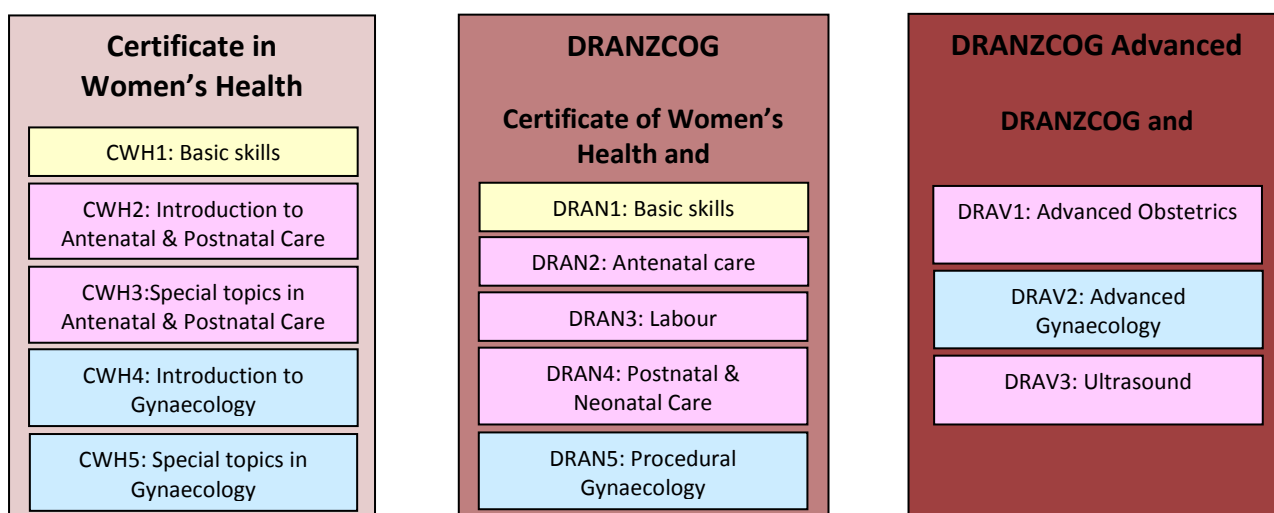 Certificate in
Women's Health
CWH1: Basic skills
CWH2: Introduction to
Antenatal & Postnatal Care
CWH3:Special topics in
Antenatal & Postnatal Care
CWH4: Introduction to
Gynaecology
CWH5: Special topics in
Gynaecology
DRANZCOG
Certificate of Women's
Health and
DRAN1: Basic skills
DRAN2: Antenatal care
DRAN3: Labour
DRAN4: Postnatal &
Neonatal Care
DRAN5: Procedural
Gynaecology
DRANZCOG Advanced
DRANZCOG and
DRAV1: Advanced Obstetrics
DRAV2: Advanced
Gynaecology
DRAV3: Ultrasound